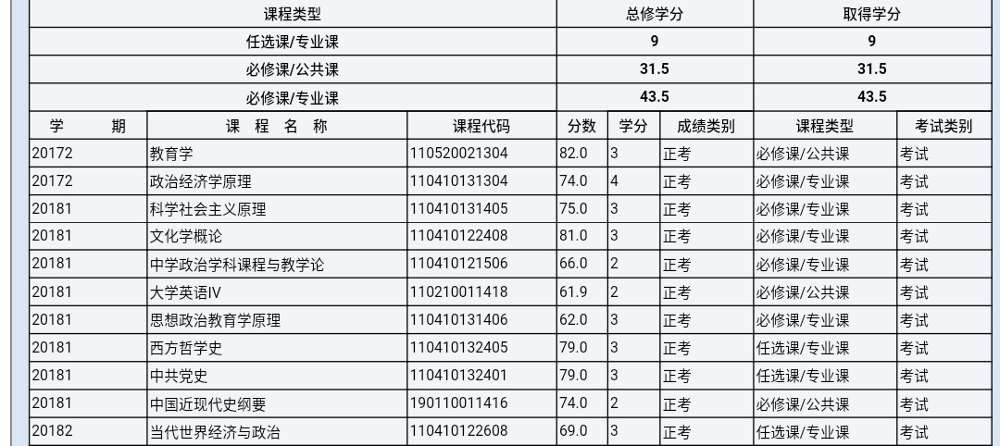 课程类型 总修学分 取得学分
任选课/专业课 9 9
必修课/公共课 31.5 31.5
必修课/专业课 43.5 43.5
学 期 课 程 名 称 课程代码 分数 学分 成绩类别 课程类型 考试类别
20172 教育学 110520021304 82.0 3 正考 必修课/公共课 考试
20172 政治经济学原理 110410131304 74.0 4 正考 必修课/专业课 考试
20181 科学社会主义原理 110410131405 75.0 3 正考 必修课/专业课 考试
20181 文化学概论 110410122408 81.0 3 正考 必修课/专业课 考试
20181 中学政治学科课程与教学论 110410121506 66.0 2 正考 必修课/专业课 考试
20181 大学英语IV 110210011418 61.9 2 正考 必修课/公共课 考试
20181 思想政治教育学原理 110410131406 62.0 3 正考 必修课/专业课 考试
20181 西方哲学史 110410132405 79.0 3 正考 任选课/专业课 考试
20181 中共党史 110410132401 79.0 3 正考 任选课/专业课 考试
20181 中国近现代史纲要 190110011416 74.0 2 正考 必修课/公共课 考试
20182 当代世界经济与政治 110410122608 69.0 3 正考 任选课/专业课 考试